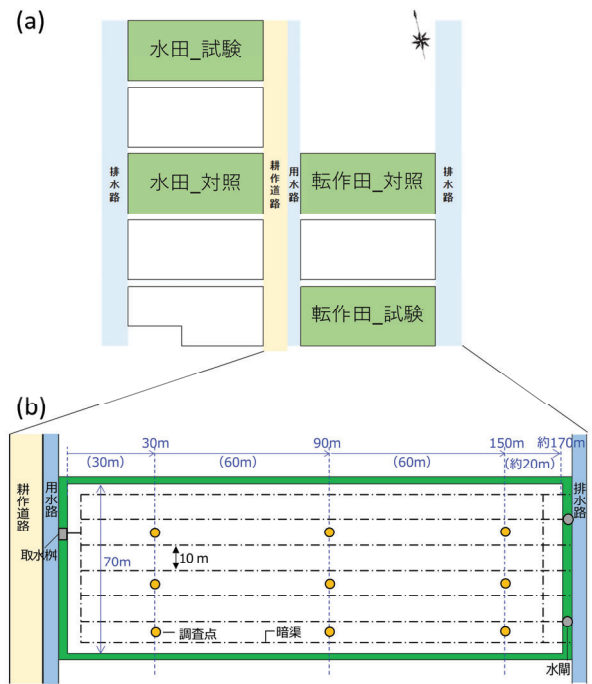 (a)
水田_試験
排水路
水田_対照
耕作道路
用水路
転作田_対照
排水路
転作田_試験
(b)
30m
90m
150m
約170m
(30m)
(60m)
(60m)
(約20m)
耕作道路
用水路
排水路
取水桝
70m
10 m
調査点
暗渠
水閘